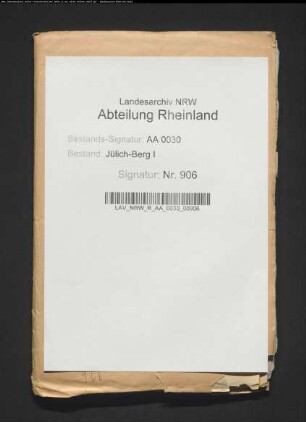 Landesarchiv NRW
Abteilung Rheinland
Bestands-Signatur: AA 0030
Bestand: Jülich-Berg I
Signatur: Nr. 906
LAV_NRW_R_AA_0030_00906